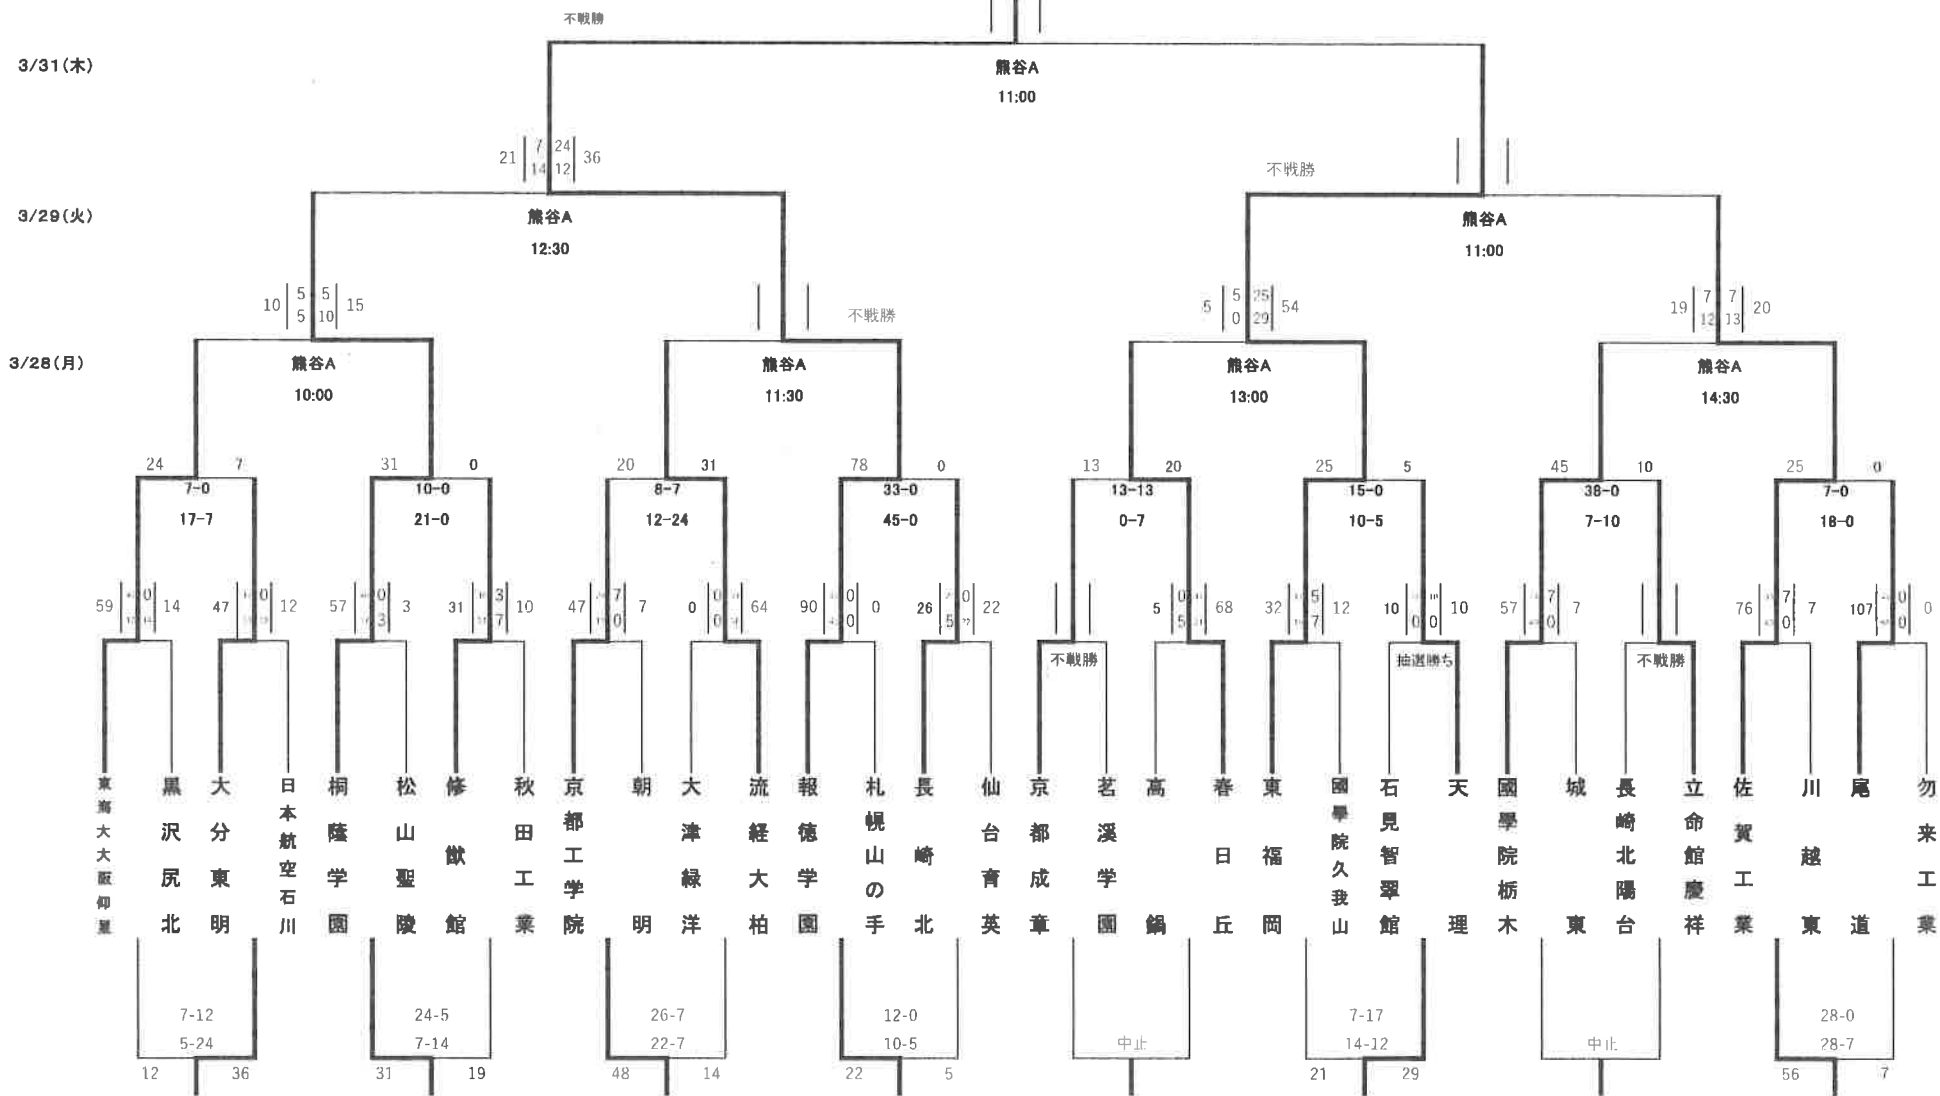 不戦勝
3/31(木)
熊谷A
11:00
21 7 24 36
14 12
不戦勝
3/29(火)
熊谷A 熊谷A
12:30 11:00
10 5 5 15
5 10
不戦勝
5 5 25 54
0 29
19 7 7 20
12 13
3/28(月)
熊谷A 熊谷A 熊谷A 熊谷A
10:00 11:30 13:00 14:30
24 7 31 0 20 31 78 0 13 20 25 5 45 10 25 0
7-0 10-0 8-7 33-0 13-13 15-0 38-0 7-0
17-7 21-0 12-24 45-0 0-7 10-5 7-10 18-0
59 0 14 47 0 12 57 0 3 31 3 10 47 7 7 0 0 64 90 0 0 26 0 22 5 0 68 32 5 12 10 10 57 7 7 76 7 7 107 0 0
3 7 0 0 0 5 5 7 0 0 0 0 0
不戦勝 抽選勝ち 不戦勝
東海大大阪仰星
黒沢尻北
大分東明
日本航空石川
桐蔭学園
松山聖陵
修猷館
秋田工業
京都工学院
朝明
大津緑洋
流経大柏
報徳学園
札幌山の手
長崎北
仙台育英
京都成章
茗溪学園
高鍋
春日丘
東福岡
國學院久我山
石見智翠館
天理
國學院栃木
城東
長崎北陽台
立命館慶祥
佐賀工業
川越東
尾道
勿来工業
7-12 24-5 26-7 12-0 7-17 28-0
5-24 7-14 22-7 10-5 中止 14-12 中止 28-7
12 36 31 19 48 14 22 5 21 29 56 7